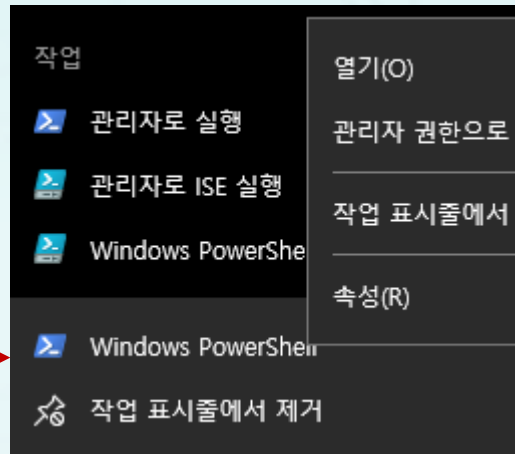 작업
관리자로 실행
관리자로 ISE 실행
Windows PowerShe
Windows PowerShell
작업 표시줄에서 제거
열기(O)
관리자 권한으로
작업 표시줄에서
속성(R)